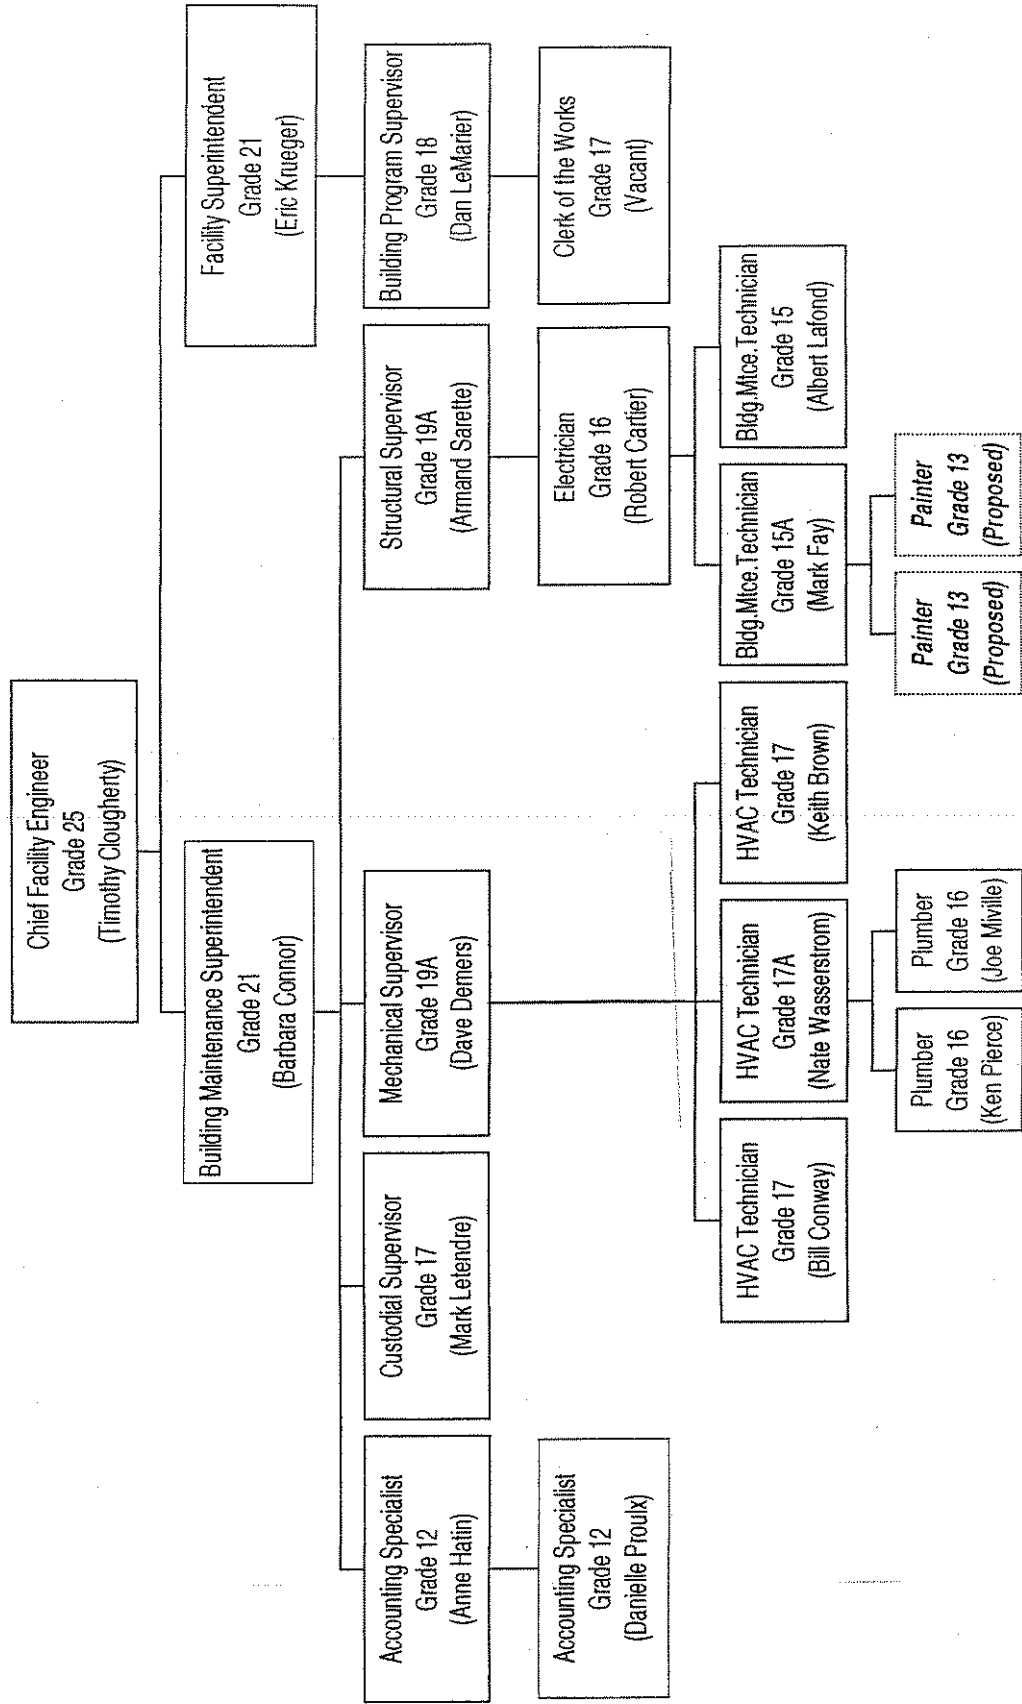 Chief Facility Engineer
Grade 25
(Timothy Clougherty)
Building Maintenance Superintendent
Grade 21
(Barbara Connor)
Facility Superintendent
Grade 21
(Eric Krueger)
Accounting Specialist
Grade 12
(Anne Hatin)
Custodial Supervisor
Grade 17
(Mark Letendre)
Mechanical Supervisor
Grade 19A
(Dave Demers)
Structural Supervisor
Grade 19A
(Armand Sarette)
Building Program Supervisor
Grade 18
(Dan LeMarier)
Accounting Specialist
Grade 12
(Danielle Proulx)
Electrician
Grade 16
(Robert Cartier)
Clerk of the Works
Grade 17
(Vacant)
HVAC Technician
Grade 17
(Bill Conway)
HVAC Technician
Grade 17A
(Nate Wasserstrom)
HVAC Technician
Grade 17
(Keith Brown)
Bldg.Mtce.Technician
Grade 15A
(Mark Fay)
Bldg.Mtce.Technician
Grade 15
(Albert Lafond)
Plumber
Grade 16
(Ken Pierce)
Plumber
Grade 16
(Joe Miville)
Painter
Grade 13
(Proposed)
Painter
Grade 13
(Proposed)